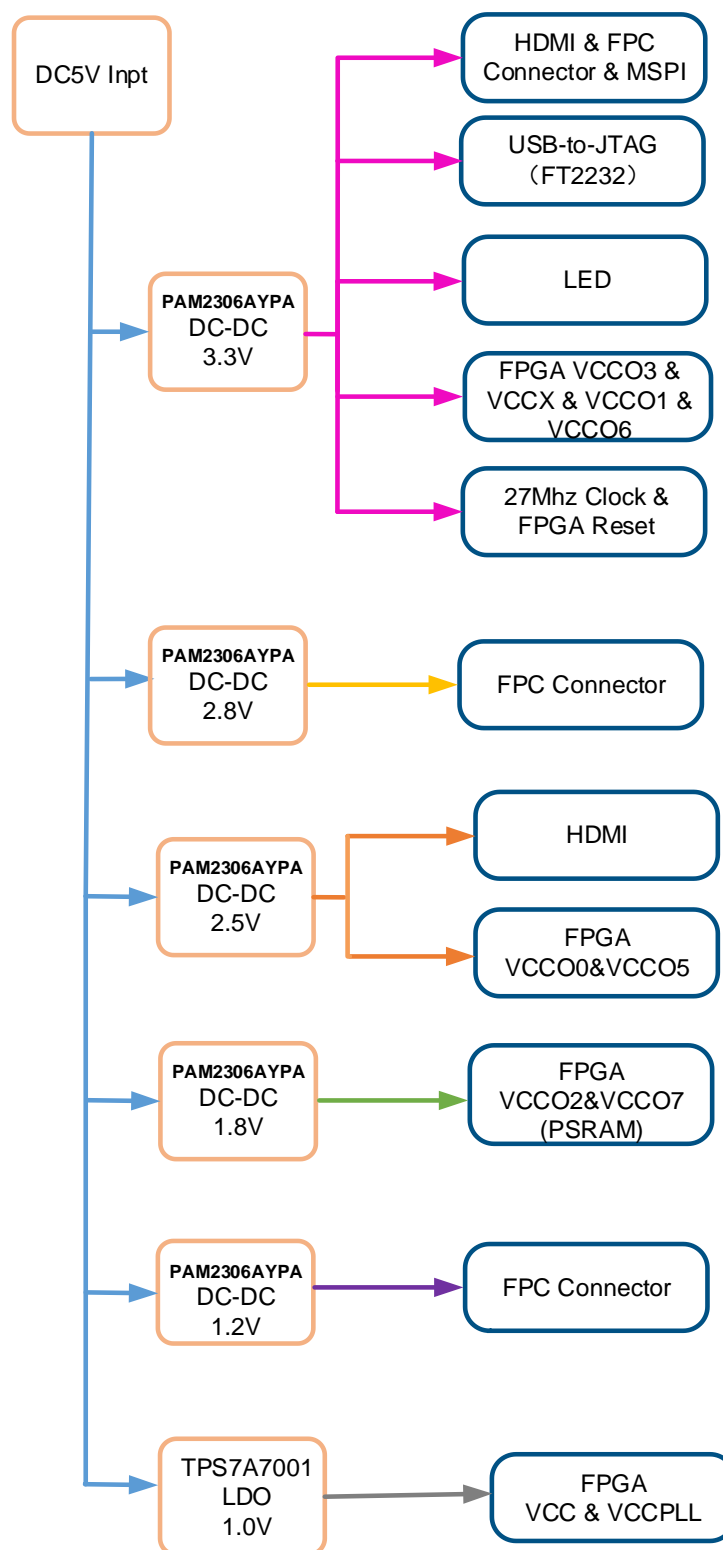 DC5V Inpt
HDMI & FPC
Connector & MSPI
USB-to-JTAG
（FT2232）
LED
PAM2306AYPA
DC-DC
3.3V
FPGA VCCO3 &
VCCX & VCCO1 &
VCCO6
27Mhz Clock &
FPGA Reset
PAM2306AYPA
DC-DC
2.8V
FPC Connector
PAM2306AYPA
DC-DC
2.5V
HDMI
FPGA
VCCO0&VCCO5
PAM2306AYPA
DC-DC
1.8V
FPGA
VCCO2&VCCO7
(PSRAM)
PAM2306AYPA
DC-DC
1.2V
FPC Connector
TPS7A7001
LDO
1.0V
FPGA
VCC & VCCPLL